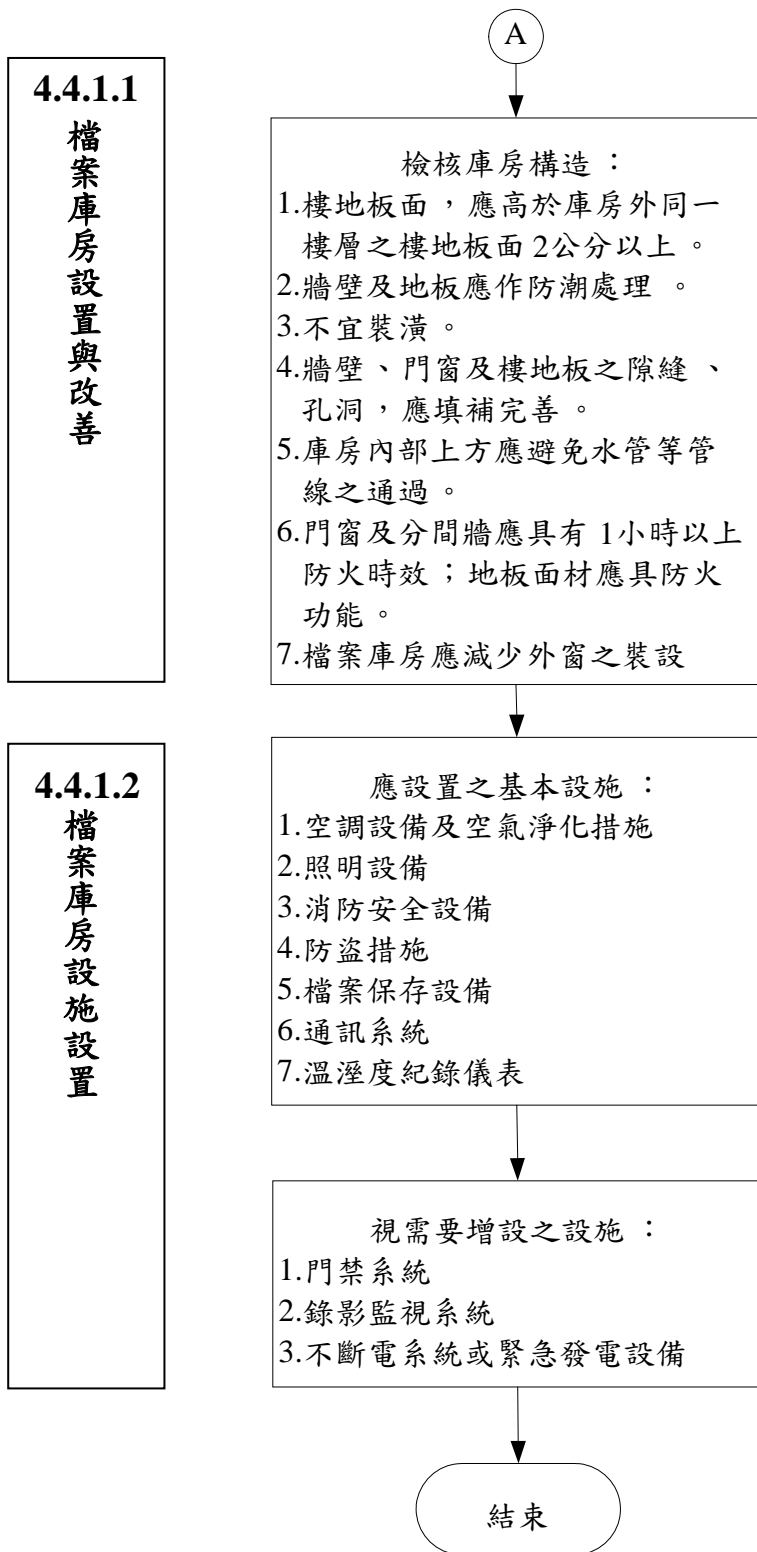 A
4.4.1.1
檔案庫房設置與改善
檢核庫房構造：
1.樓地板面，應高於庫房外同一
樓層之樓地板面 2公分以上。
2.牆壁及地板應作防潮處理。
3.不宜裝潢。
4.牆壁、門窗及樓地板之隙縫、
孔洞，應填補完善。
5.庫房內部上方應避免水管等管
線之通過。
6.門窗及分間牆應具有 1小時以上
防火時效；地板面材應具防火
功能。
7.檔案庫房應減少外窗之裝設
4.4.1.2
檔案庫房設施設置
應設置之基本設施：
1.空調設備及空氣淨化措施
2.照明設備
3.消防安全設備
4.防盜措施
5.檔案保存設備
6.通訊系統
7.溫溼度紀錄儀表
視需要增設之設施：
1.門禁系統
2.錄影監視系統
3.不斷電系統或緊急發電設備
結束